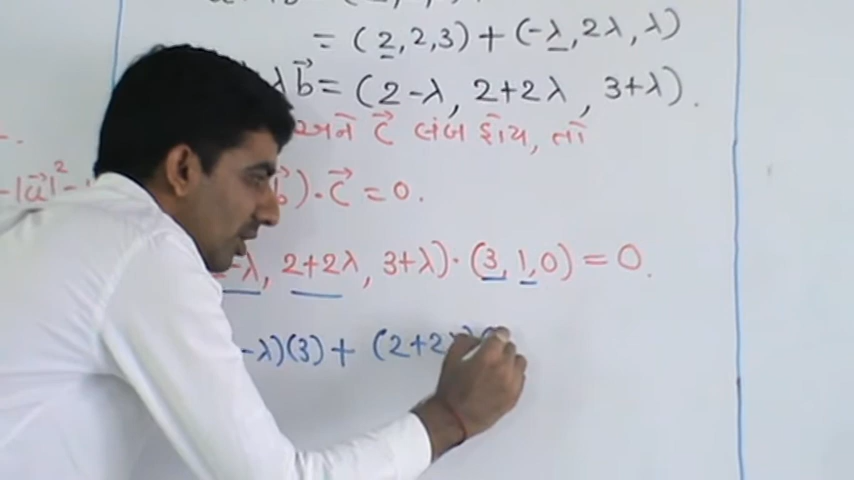 = (2, 2, 3) + (-λ, 2λ, λ)
λb⃗ = (2-λ, 2+2λ, 3+λ).
અને c⃗ લંબ હોય, તો
-|a⃗|²- b⃗)·c⃗ = 0.
-λ, 2+2λ, 3+λ)·(3, 1, 0) = 0.
-λ)(3) + (2+2λ)(